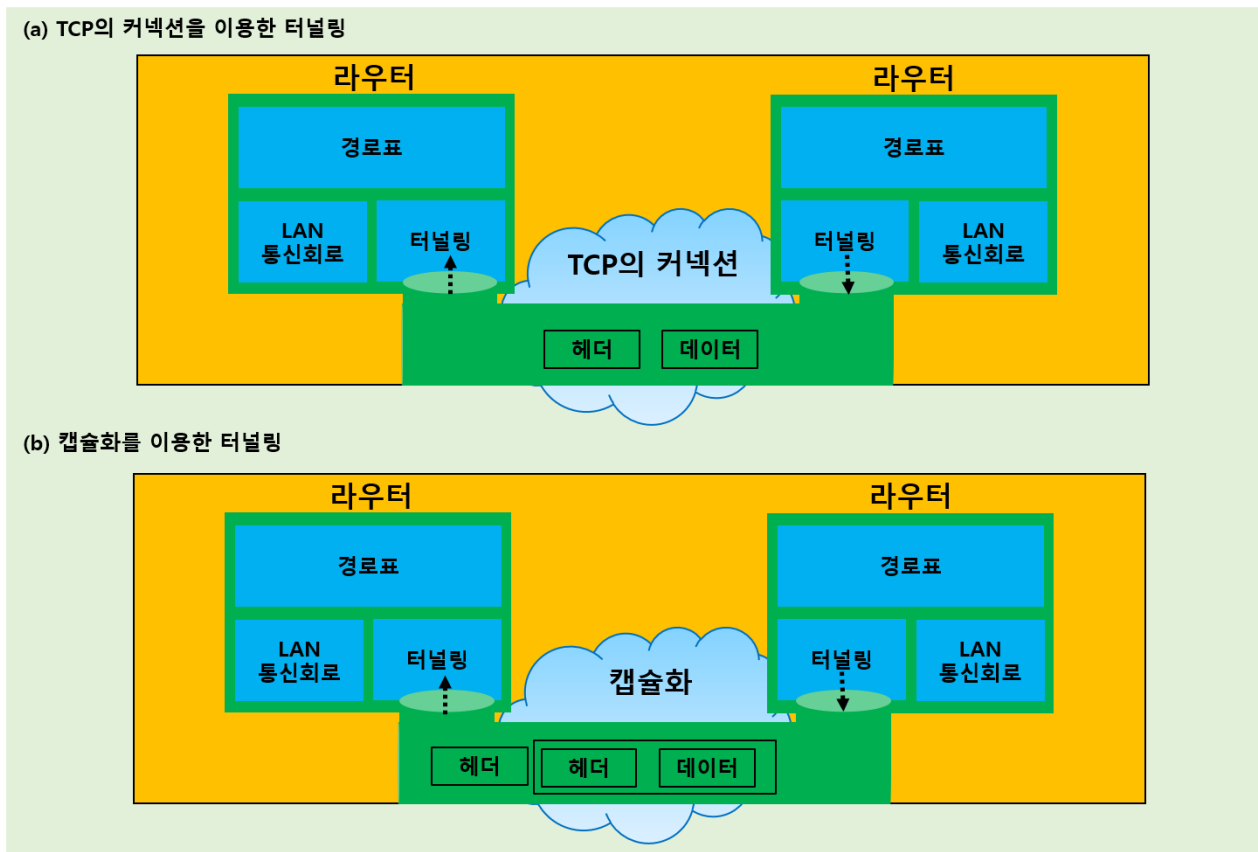 (a) TCP의 커넥션을 이용한 터널링
라우터
라우터
경로표
경로표
LAN
통신회로
터널링
TCP의 커넥션
터널링
LAN
통신회로
헤더
데이터
(b) 캡슐화를 이용한 터널링
라우터
라우터
경로표
경로표
LAN
통신회로
터널링
캡슐화
터널링
LAN
통신회로
헤더
헤더
데이터